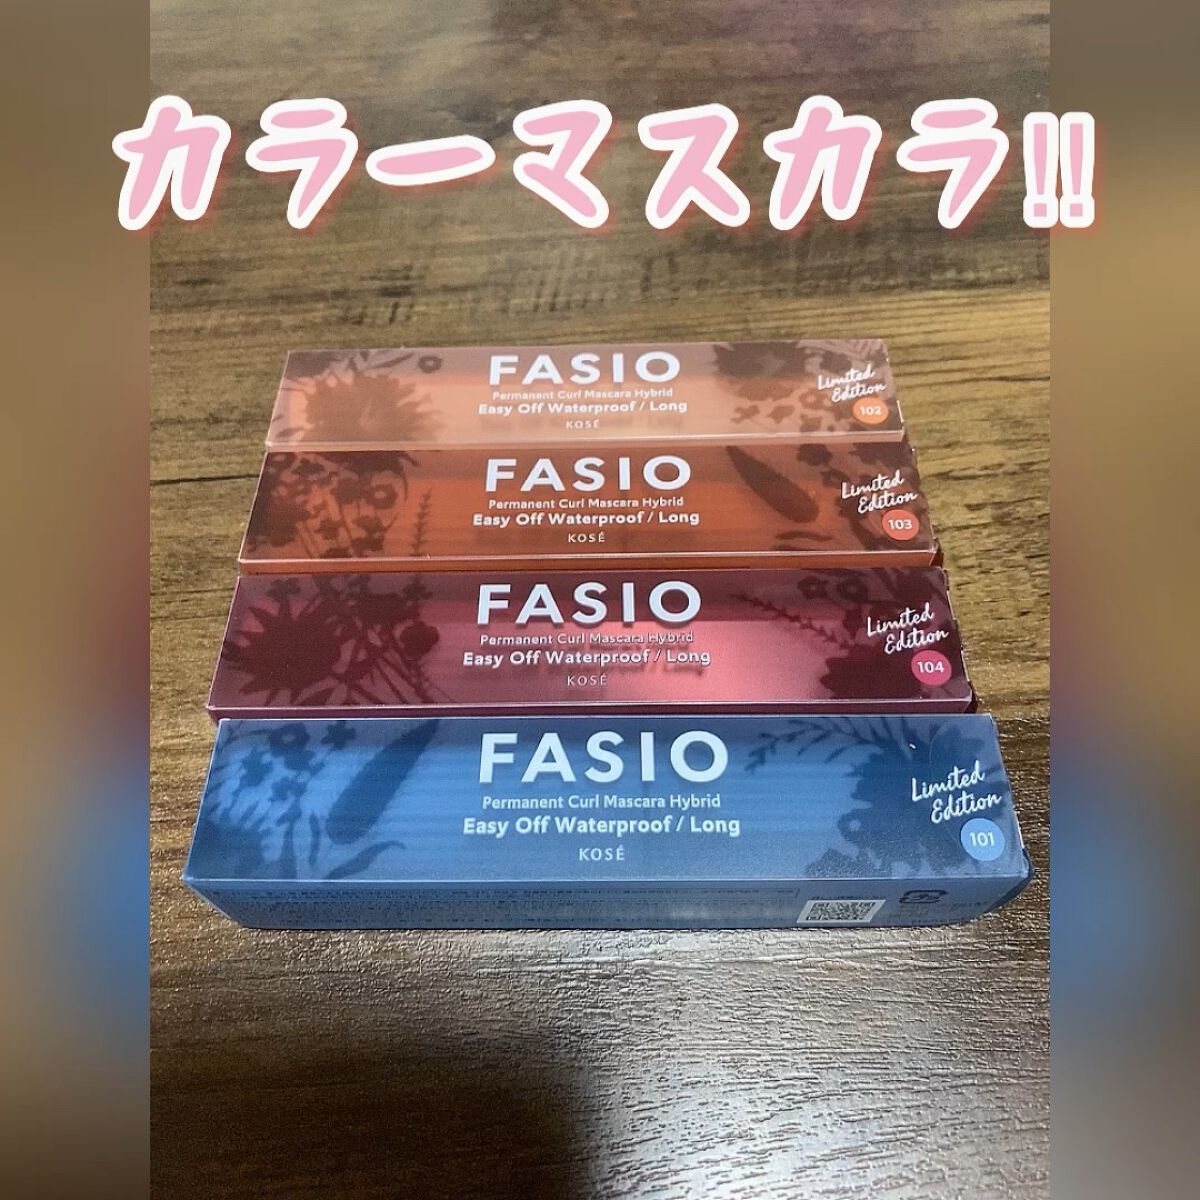 カラーマスカラ!!
FASIO
Permanent Curl Mascara Hybrid
Easy Off Waterproof / Long
KOSÉ
Limited
Edition
102
FASIO
Permanent Curl Mascara Hybrid
Easy Off Waterproof / Long
KOSÉ
Limited
Edition
103
FASIO
Permanent Curl Mascara Hybrid
Easy Off Waterproof / Long
KOSÉ
Limited
Edition
104
FASIO
Permanent Curl Mascara Hybrid
Easy Off Waterproof / Long
KOSÉ
Limited
Edition
101